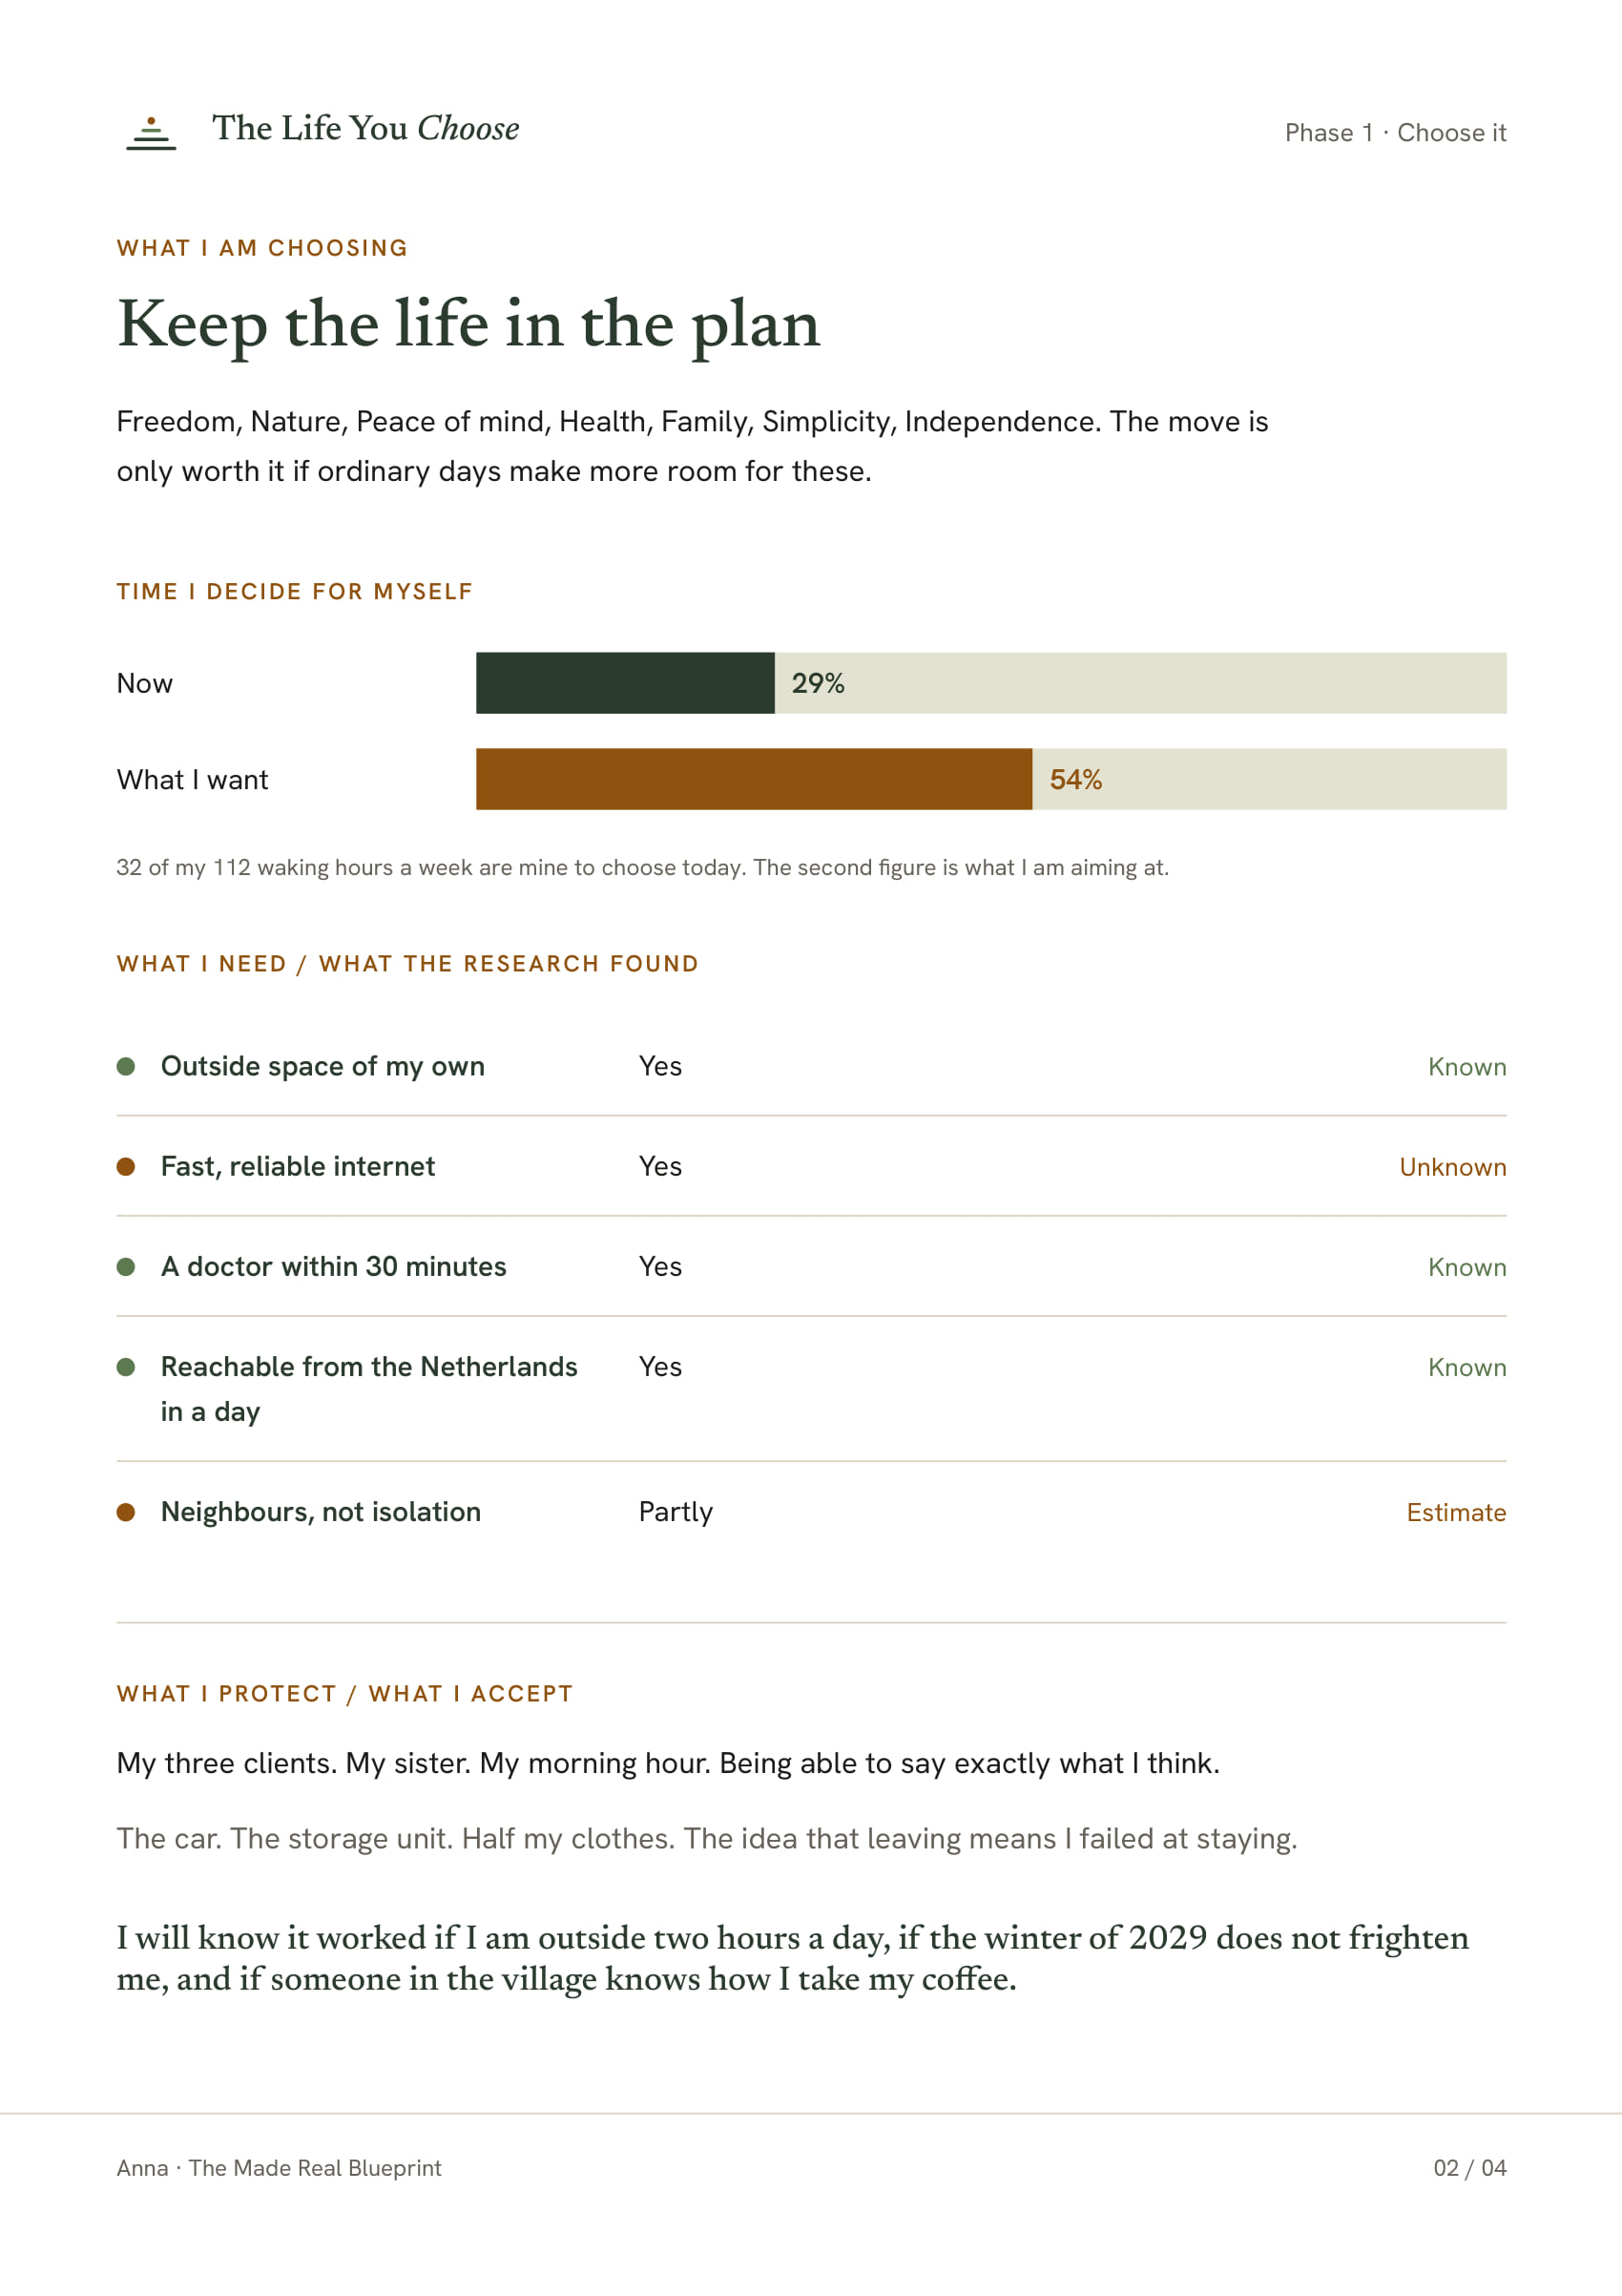 The Life You Choose
Phase 1 · Choose it
WHAT I AM CHOOSING
Keep the life in the plan
Freedom, Nature, Peace of mind, Health, Family, Simplicity, Independence. The move is
only worth it if ordinary days make more room for these.
TIME I DECIDE FOR MYSELF
Now 29%
What I want 54%
32 of my 112 waking hours a week are mine to choose today. The second figure is what I am aiming at.
WHAT I NEED / WHAT THE RESEARCH FOUND
Outside space of my own Yes Known
Fast, reliable internet Yes Unknown
A doctor within 30 minutes Yes Known
Reachable from the Netherlands Yes Known
in a day
Neighbours, not isolation Partly Estimate
WHAT I PROTECT / WHAT I ACCEPT
My three clients. My sister. My morning hour. Being able to say exactly what I think.
The car. The storage unit. Half my clothes. The idea that leaving means I failed at staying.
I will know it worked if I am outside two hours a day, if the winter of 2029 does not frighten
me, and if someone in the village knows how I take my coffee.
Anna · The Made Real Blueprint
02 / 04